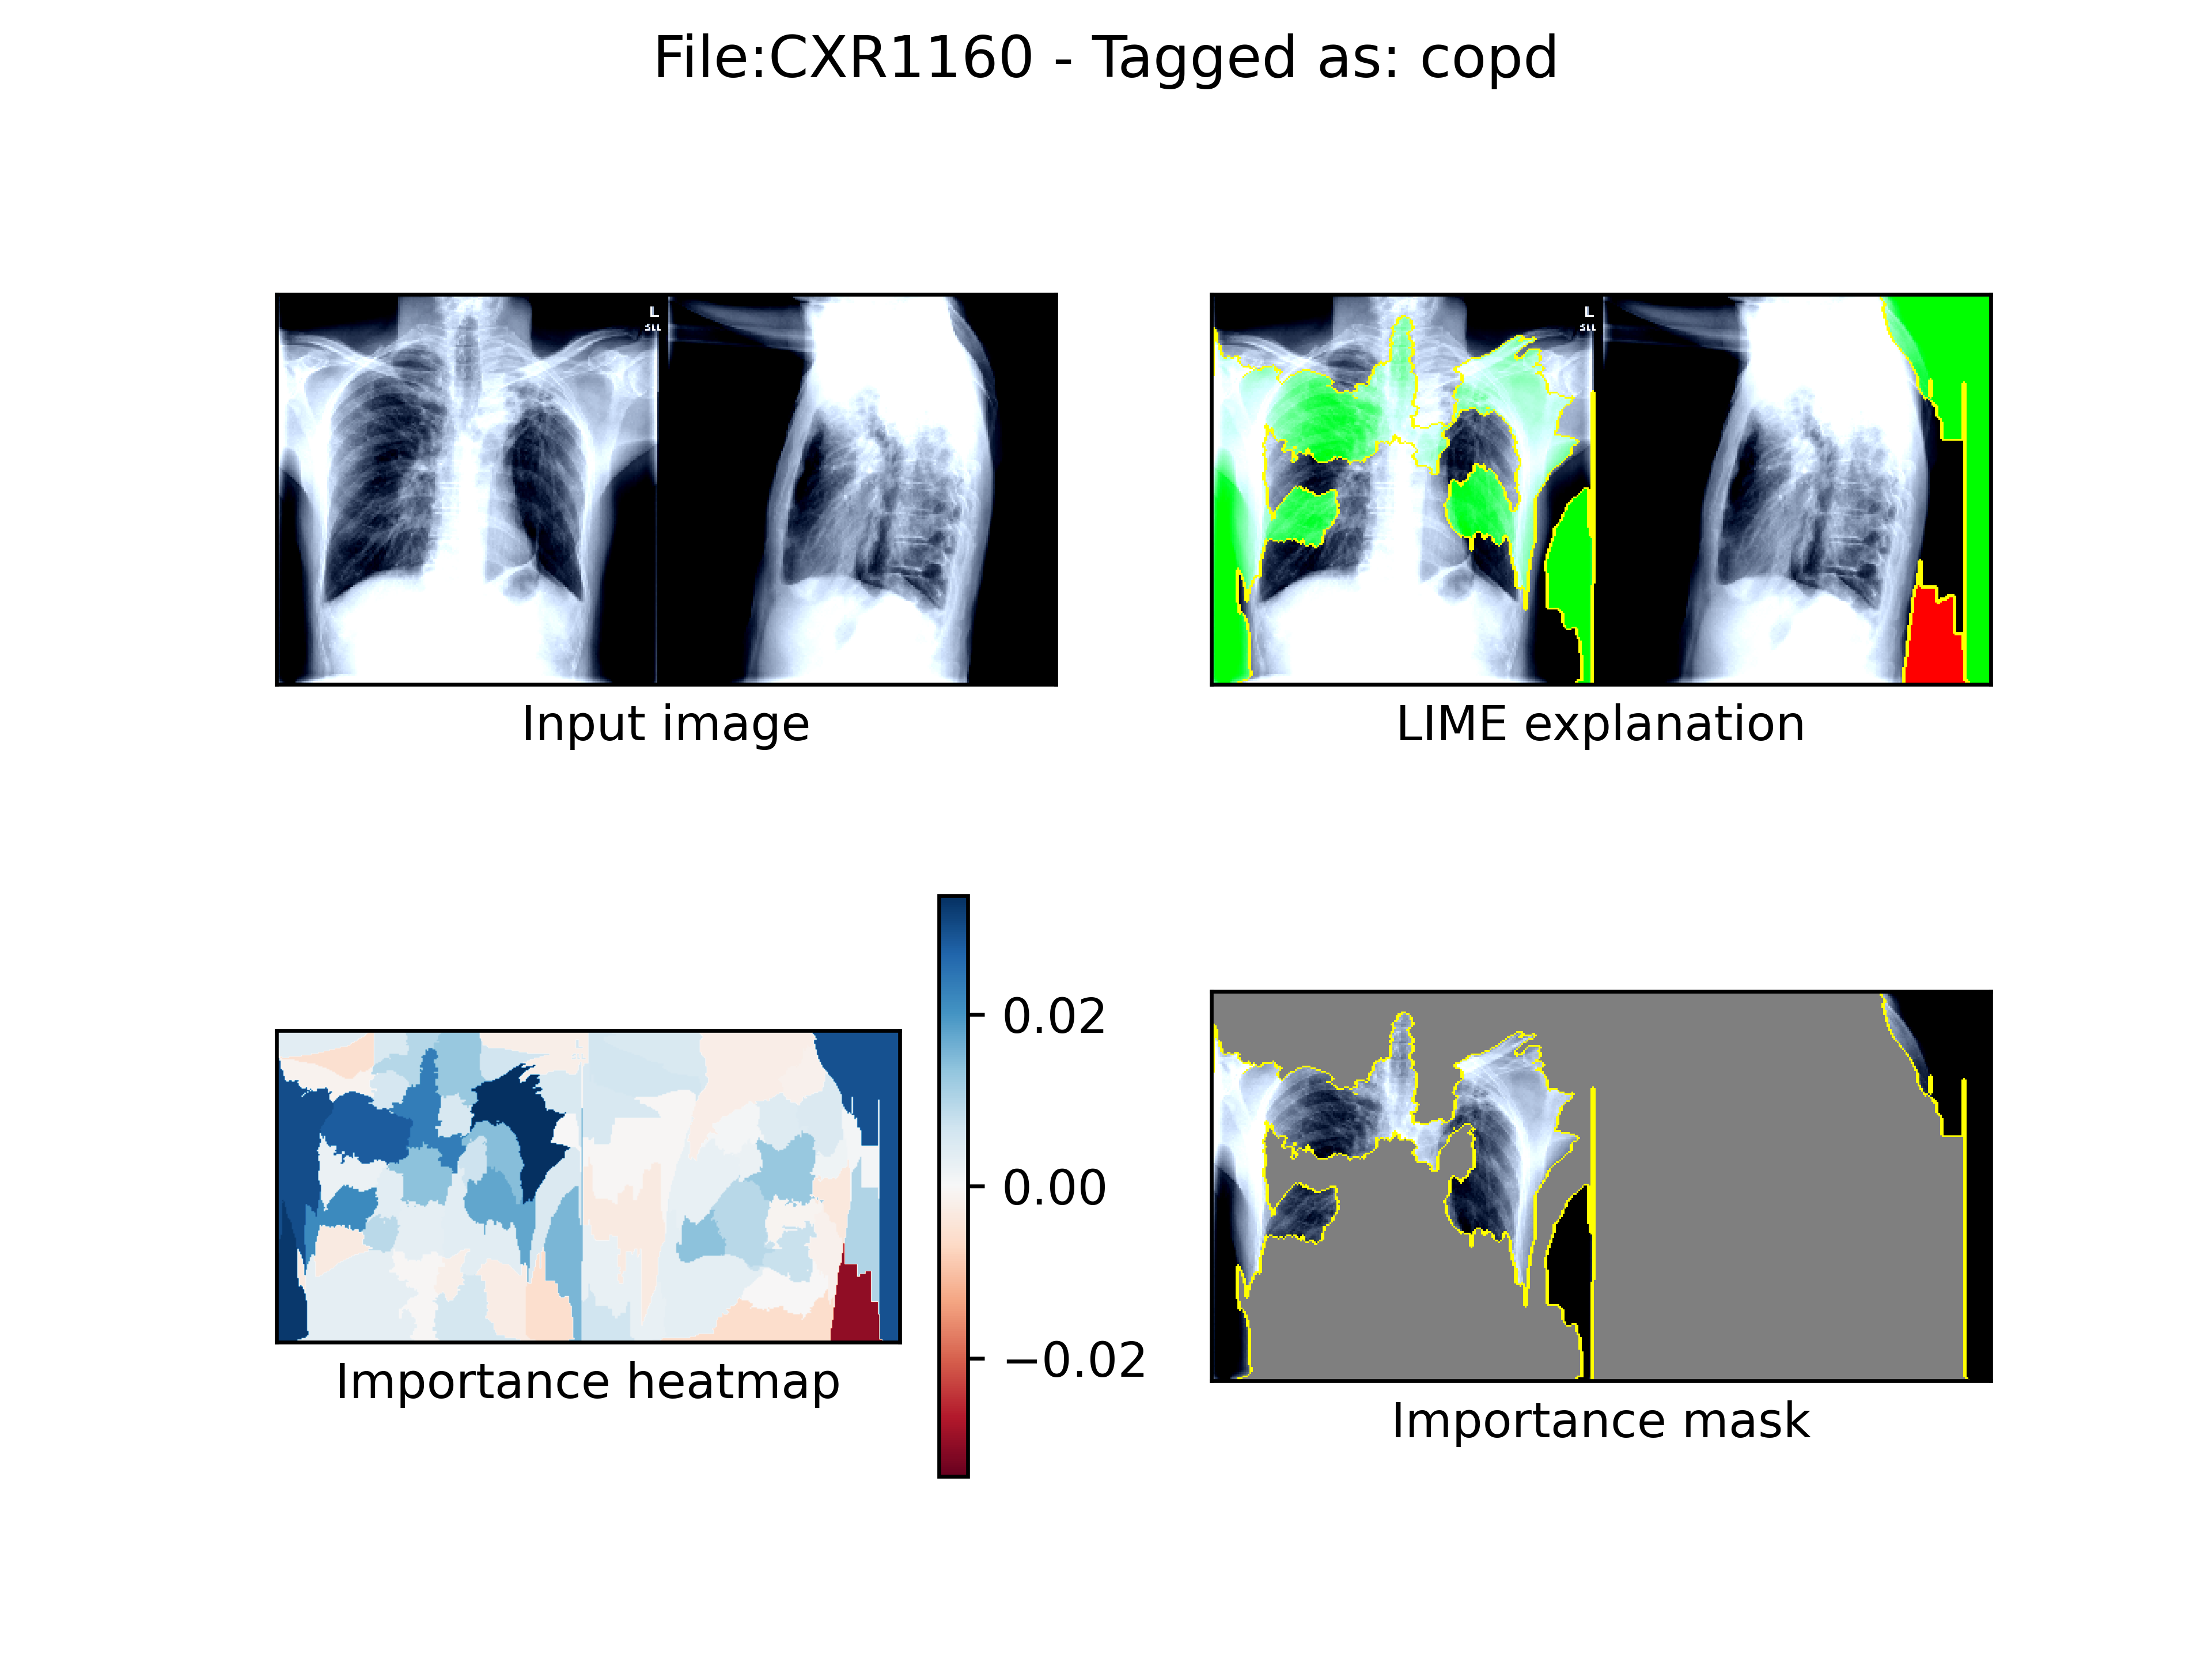 File:CXR1160 - Tagged as: copd
L
SLL
L
SLL
Input image
LIME explanation
0.02
0.00
−0.02
Importance heatmap
Importance mask